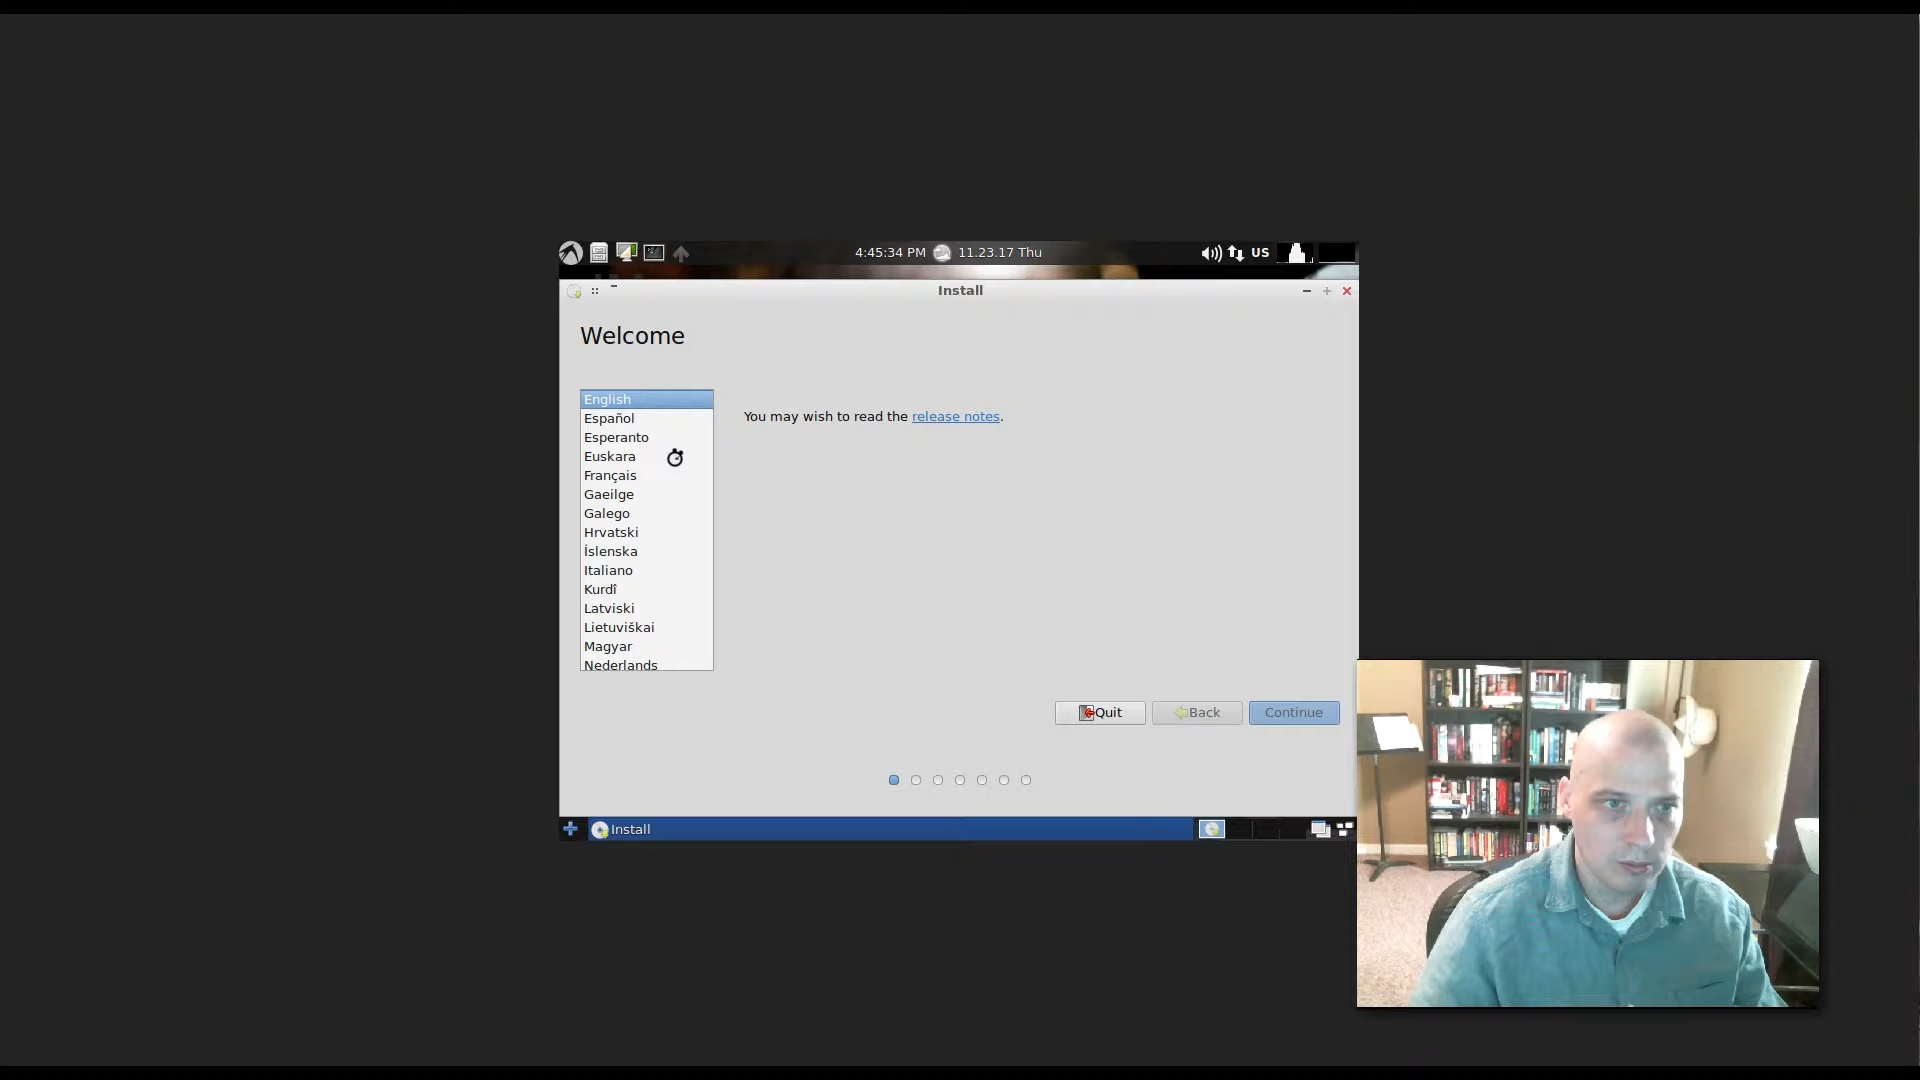 4:45:34 PM 11.23.17 Thu US
Install
Welcome
English
Español
Esperanto
Euskara
Français
Gaeilge
Galego
Hrvatski
Íslenska
Italiano
Kurdî
Latviski
Lietuviškai
Magyar
Nederlands
You may wish to read the release notes.
Quit Back Continue
Install